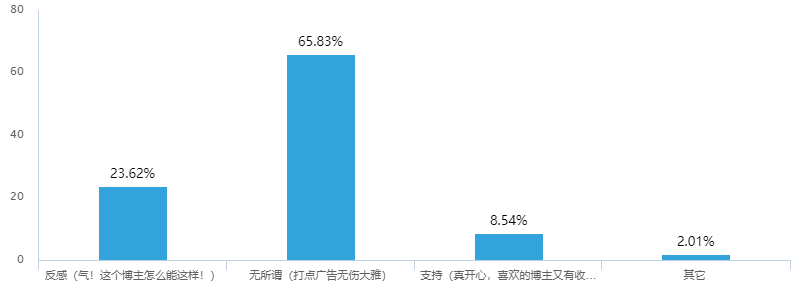 80
65.83%
60
40
23.62%
20
8.54%
2.01%
0
反感（气！这个博主怎么能这样！）
无所谓（打点广告无伤大雅）
支持（真开心，喜欢的博主又有收...
其它